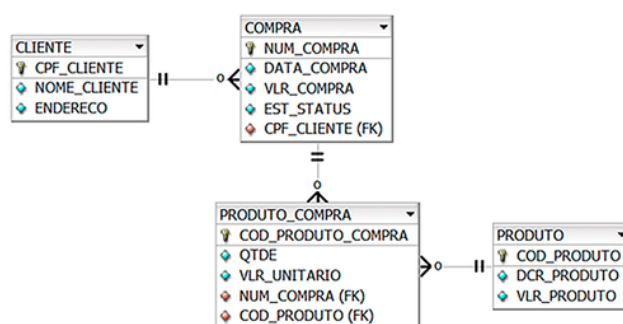 CLIENTE
CPF_CLIENTE
NOME_CLIENTE
ENDERECO
COMPRA
NUM_COMPRA
DATA_COMPRA
VLR_COMPRA
EST_STATUS
CPF_CLIENTE (FK)
PRODUTO_COMPRA
COD_PRODUTO_COMPRA
QTDE
VLR_UNITARIO
NUM_COMPRA (FK)
COD_PRODUTO (FK)
PRODUTO
COD_PRODUTO
DCR_PRODUTO
VLR_PRODUTO